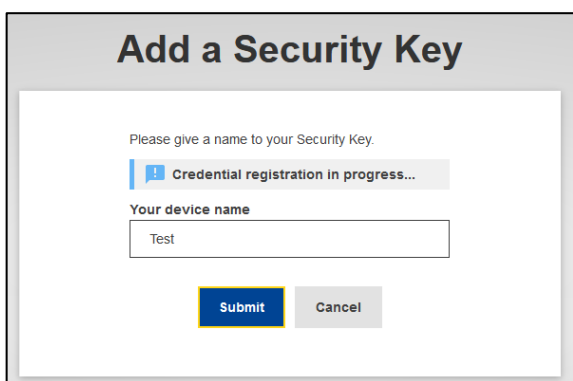 Add a Security Key
Please give a name to your Security Key.
Credential registration in progress...
Your device name
Test
Submit Cancel